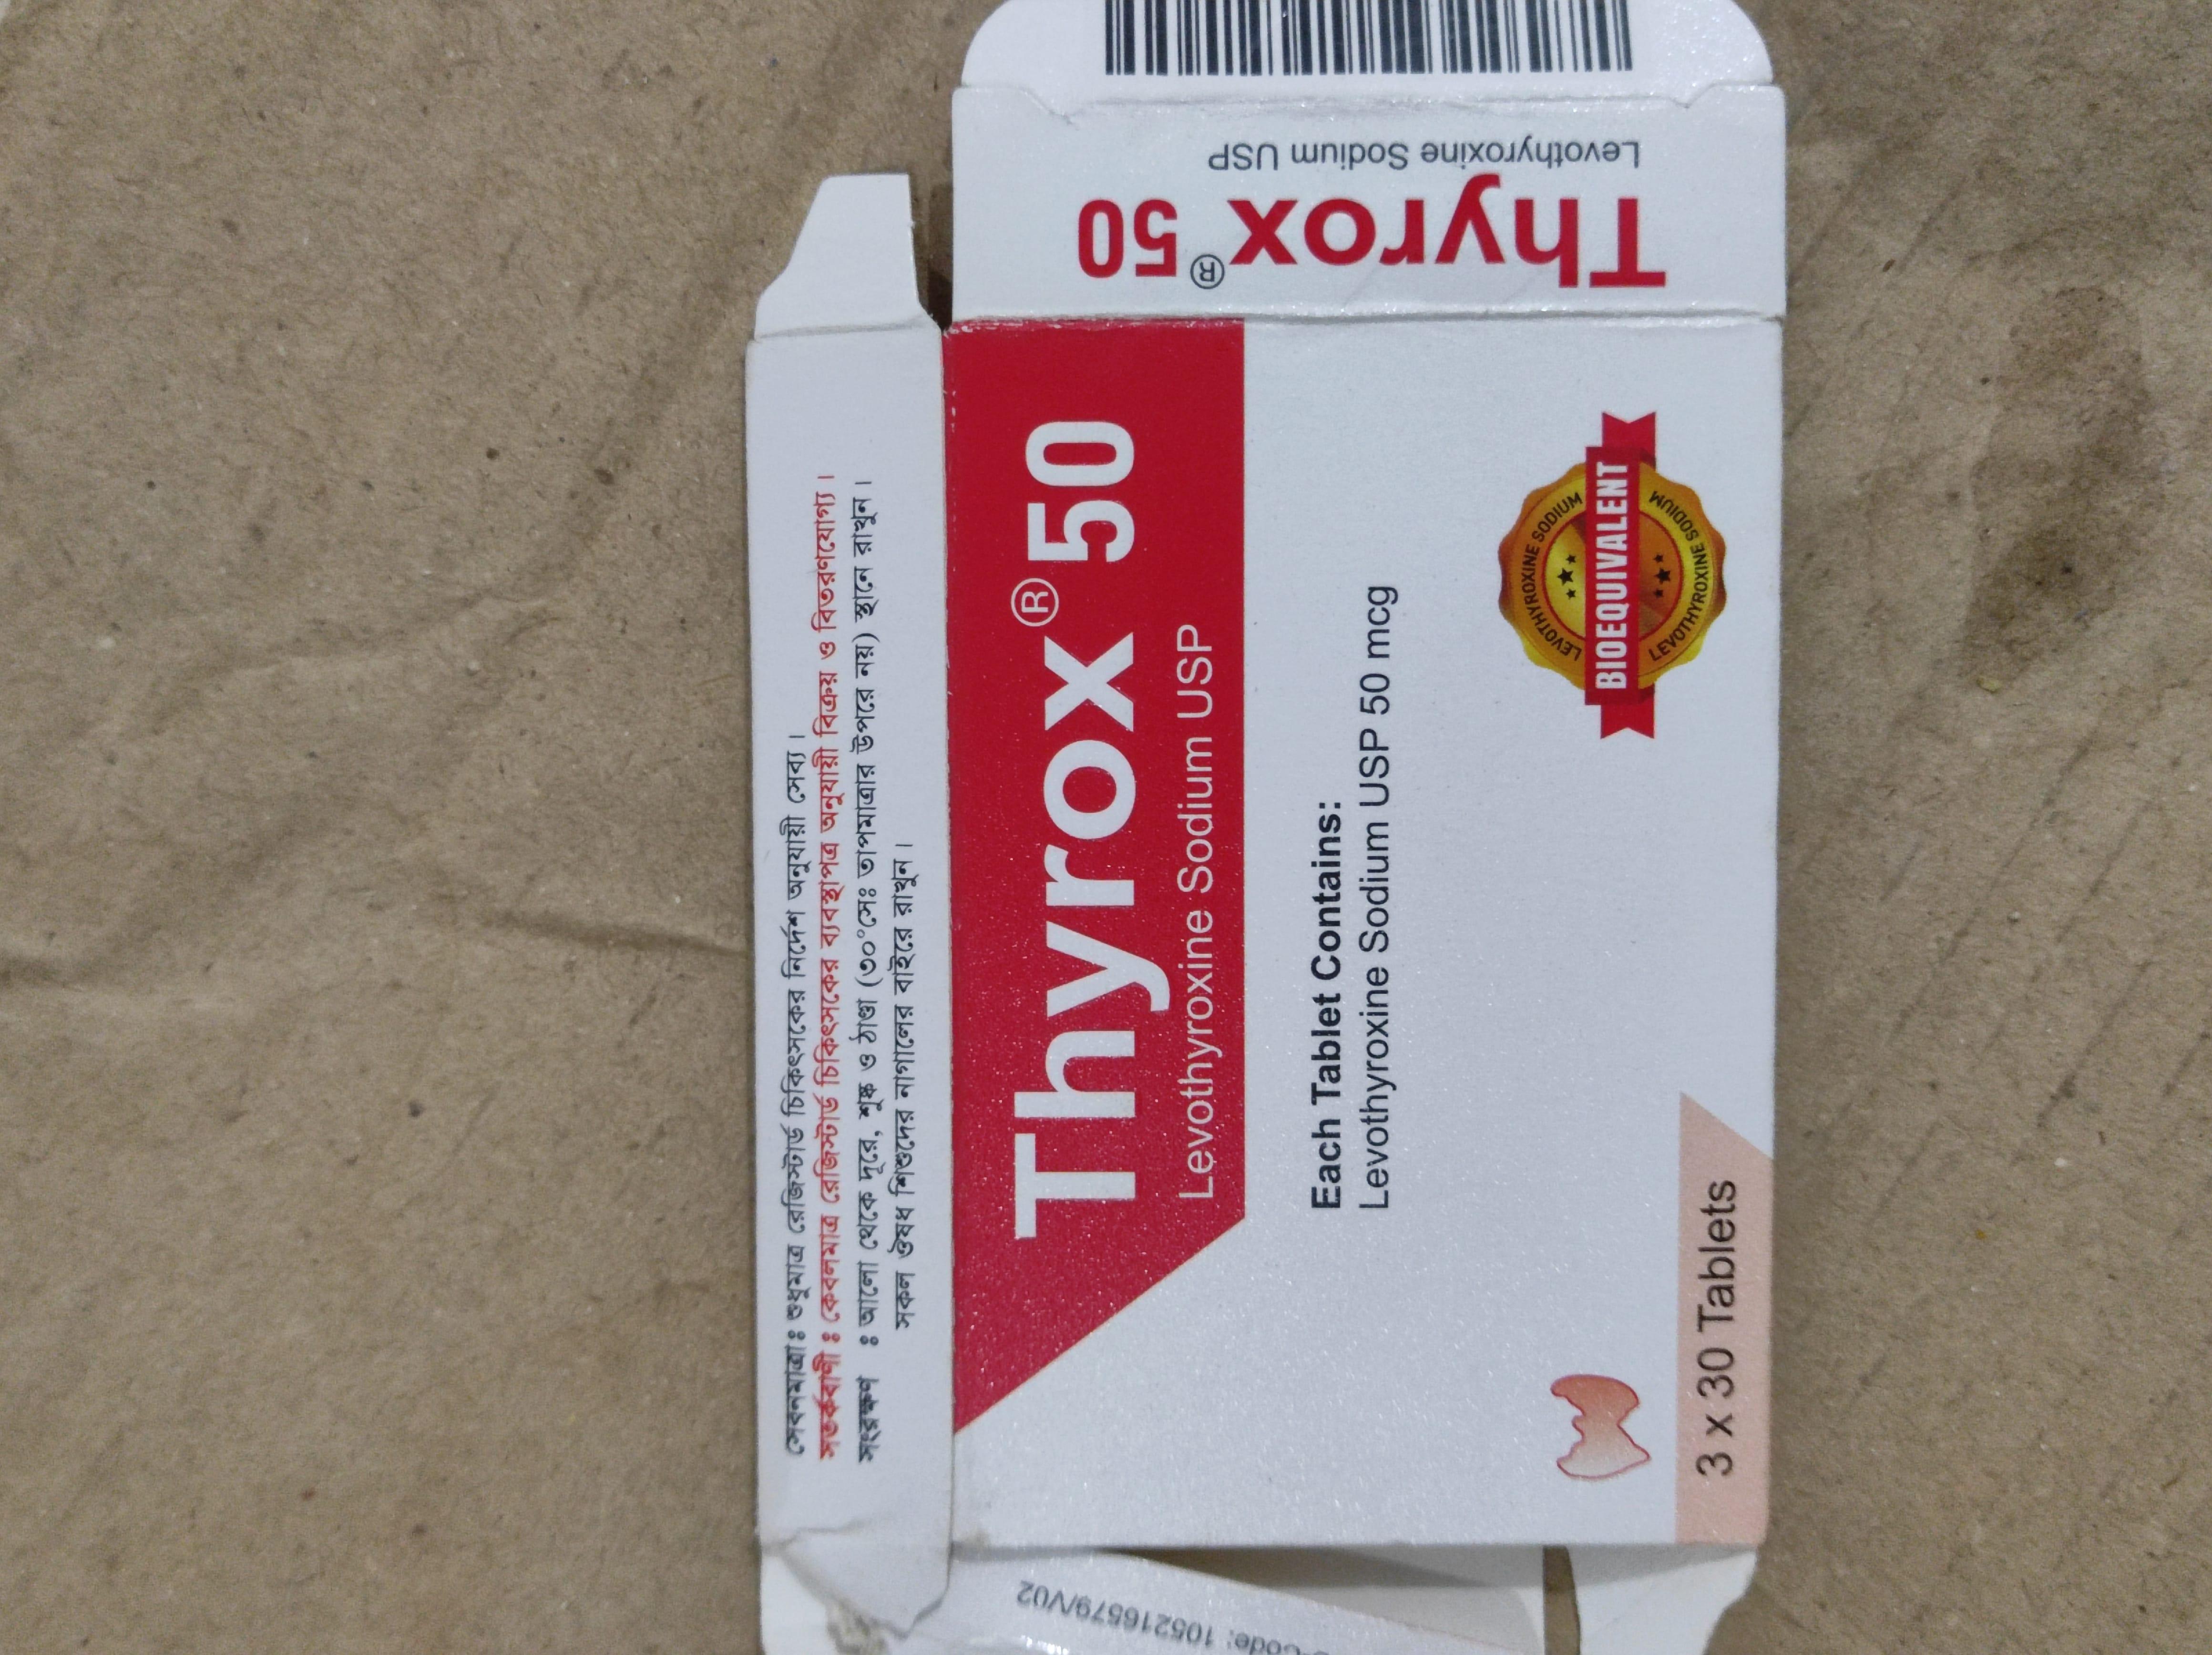 সেবনমাত্রাঃ শুধুমাত্র রেজিস্টার্ড চিকিৎসকের নির্দেশ অনুযায়ী সেব্য।
সতর্কবাণী ঃ কেবলমাত্র রেজিস্টার্ড চিকিৎসকের ব্যবস্থাপত্র অনুযায়ী বিক্রয় ও বিতরণযোগ্য।
সংরক্ষণ ঃ আলো থেকে দূরে, শুষ্ক ও ঠাণ্ডা (৩০°সেঃ তাপমাত্রার উপরে নয়) স্থানে রাখুন।
সকল ঔষধ শিশুদের নাগালের বাইরে রাখুন।
Thyrox® 50
Levothyroxine Sodium USP
Each Tablet Contains:
Levothyroxine Sodium USP 50 mcg
LEVOTHYROXINE SODIUM
BIOEQUIVALENT
LEVOTHYROXINE SODIUM
3 x 30 Tablets
Thyrox® 50
Levothyroxine Sodium USP
Code: 1052216579/V02